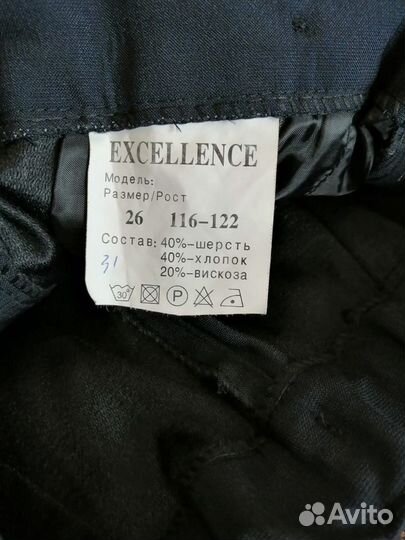 EXCELLENCE
Модель:
Размер/Рост
26 116-122
Состав: 40%-шерсть
31 40%-хлопок
20%-вискоза
30° P
Avito